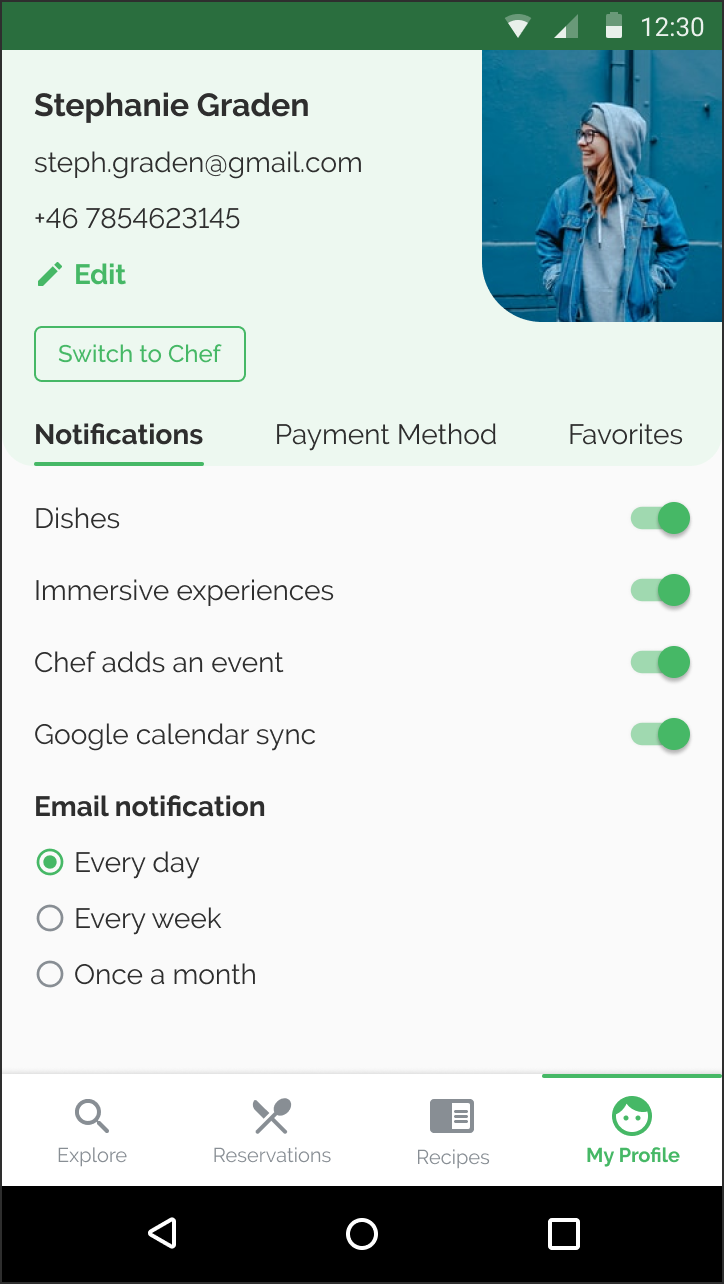 12:30
Stephanie Graden
steph.graden@gmail.com
+46 7854623145
Edit
Switch to Chef
Notifications Payment Method Favorites
Dishes
Immersive experiences
Chef adds an event
Google calendar sync
Email notification
Every day
Every week
Once a month
Explore Reservations Recipes My Profile